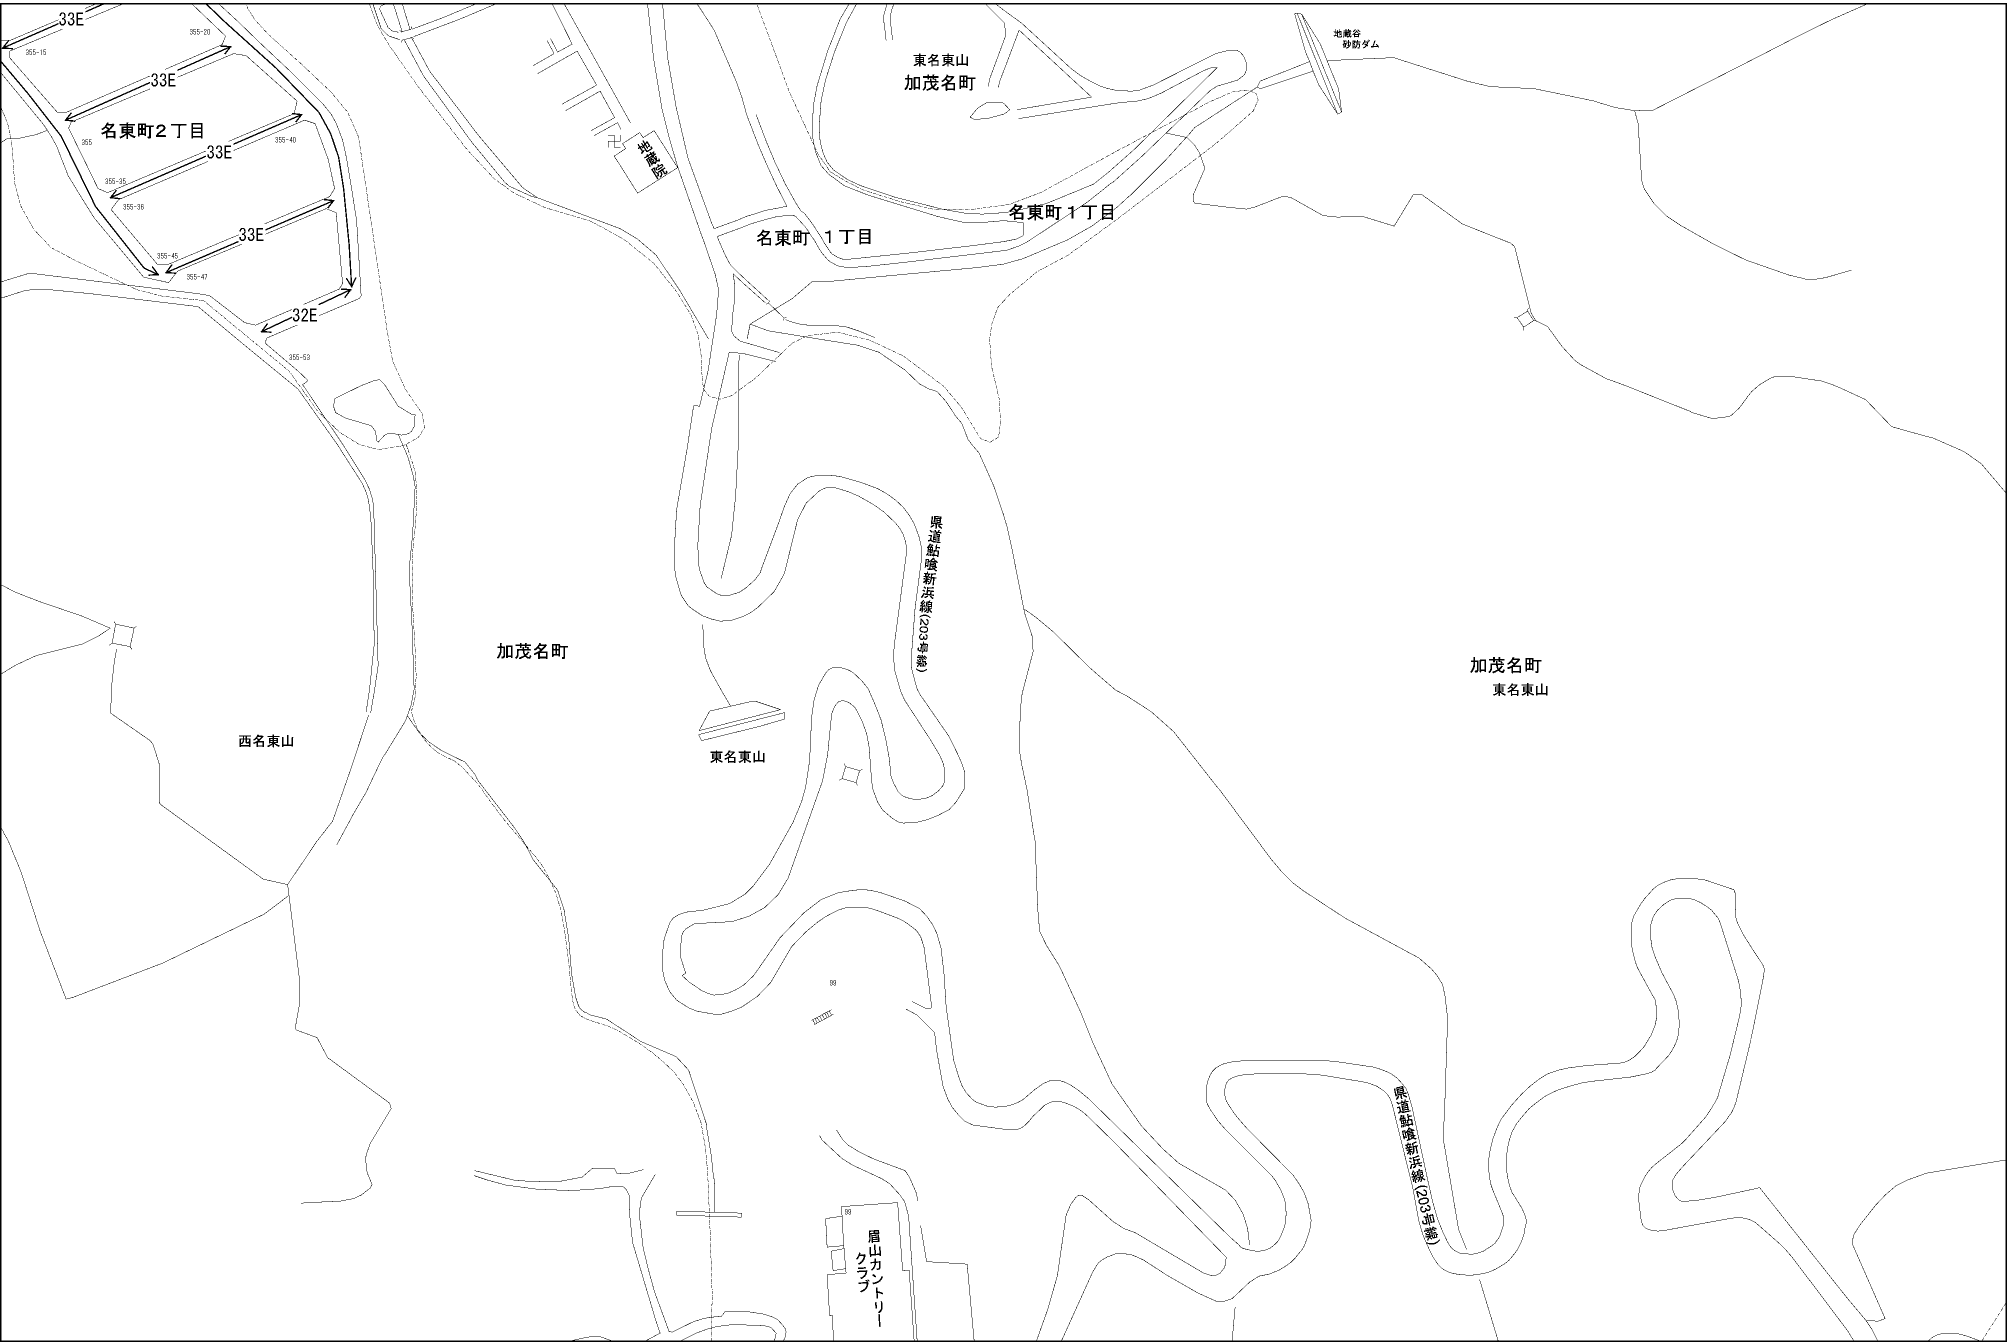 33E
355-20
355-15
33E
名東町２丁目
355
355-40
33E
355-35
355-36
33E
355-45
355-47
32E
355-53
地蔵院
東名東山
加茂名町
地蔵谷
砂防ダム
名東町１丁目
名東町 １丁目
県道鮎喰新浜線(203号線)
加茂名町
西名東山
東名東山
加茂名町
東名東山
99
県道鮎喰新浜線(203号線)
99
眉山カントリー
クラブ